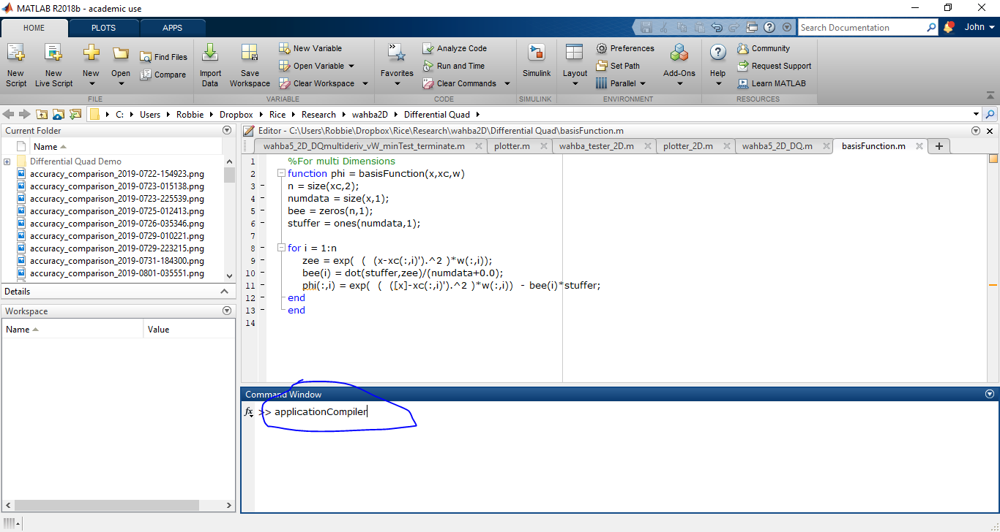 MATLAB R2018b - academic use
HOME PLOTS APPS Search Documentation John
New Script New Live Script New Open Find Files Compare
FILE
Import Data Save Workspace New Variable Open Variable Clear Workspace
VARIABLE
Favorites Analyze Code Run and Time Clear Commands
CODE
Simulink
SIMULINK
Layout Preferences Set Path Parallel Add-Ons
ENVIRONMENT
Help Community Request Support Learn MATLAB
RESOURCES
C: Users Robbie Dropbox Rice Research wahba2D Differential Quad
Current Folder
Name
Differential Quad Demo
accuracy_comparison_2019-0722-154923.png
accuracy_comparison_2019-0723-015138.png
accuracy_comparison_2019-0723-225539.png
accuracy_comparison_2019-0725-012413.png
accuracy_comparison_2019-0726-035346.png
accuracy_comparison_2019-0729-010221.png
accuracy_comparison_2019-0729-223215.png
accuracy_comparison_2019-0731-184300.png
accuracy_comparison_2019-0801-035551.png
Details
Workspace
Name Value
Editor - C:\Users\Robbie\Dropbox\Rice\Research\wahba2D\Differential Quad\basisFunction.m
wahba5_2D_DQmultideriv_vW_minTest_terminate.m plotter.m wahba_tester_2D.m plotter_2D.m wahba5_2D_DQ.m basisFunction.m
1 %For multi Dimensions
2 function phi = basisFunction(x,xc,w)
3 n = size(xc,2);
4 numdata = size(x,1);
5 bee = zeros(n,1);
6 stuffer = ones(numdata,1);
7
8 for i = 1:n
9 zee = exp( ( (x-xc(:,i)').^2 )*w(:,i));
10 bee(i) = dot(stuffer,zee)/(numdata+0.0);
11 phi(:,i) = exp( ( ([x]-xc(:,i)').^2 )*w(:,i)) - bee(i)*stuffer;
12 end
13 end
14
Command Window
fx >> applicationCompiler